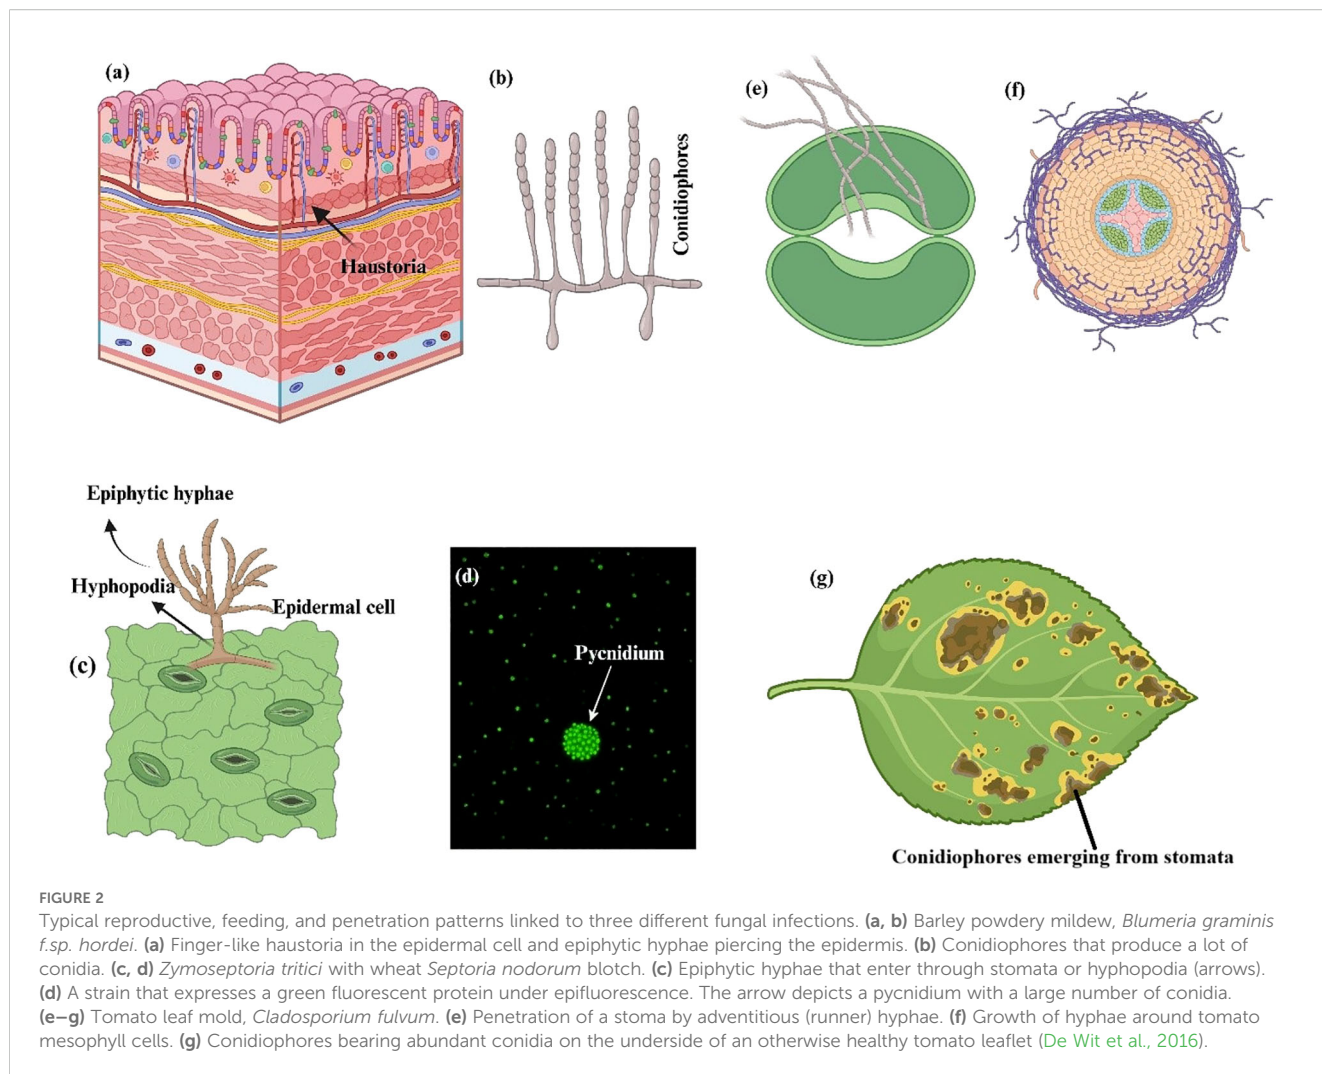 (a)
(b)
(e)
(f)
Conidiophores
Haustoria
Epiphytic hyphae
Hyphopodia
Epidermal cell
(c)
(d)
Pycnidium
(g)
Conidiophores emerging from stomata
FIGURE 2
Typical reproductive, feeding, and penetration patterns linked to three different fungal infections. (a, b) Barley powdery mildew, Blumeria graminis
f.sp. hordei. (a) Finger-like haustoria in the epidermal cell and epiphytic hyphae piercing the epidermis. (b) Conidiophores that produce a lot of
conidia. (c, d) Zymoseptoria tritici with wheat Septoria nodorum blotch. (c) Epiphytic hyphae that enter through stomata or hyphopodia (arrows).
(d) A strain that expresses a green fluorescent protein under epifluorescence. The arrow depicts a pycnidium with a large number of conidia.
(e–g) Tomato leaf mold, Cladosporium fulvum. (e) Penetration of a stoma by adventitious (runner) hyphae. (f) Growth of hyphae around tomato
mesophyll cells. (g) Conidiophores bearing abundant conidia on the underside of an otherwise healthy tomato leaflet (De Wit et al., 2016).